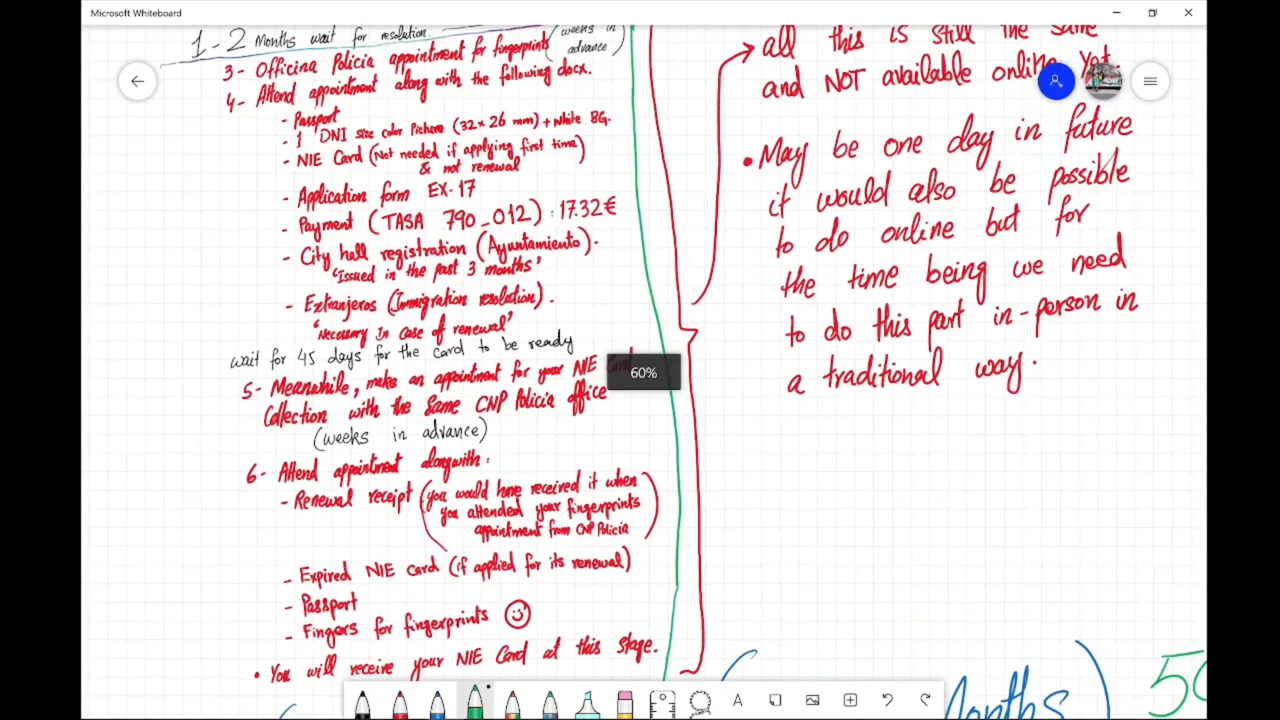 Microsoft Whiteboard
1-2 Months wait for resolution.
3- Officina Policia appointment for fingerprints (weeks in advance)
4- Attend appointment along with the following docx.
- Passport
- 1 DNI size color Picture (32 x 26 mm) + white BG.
- NIE Card (Not needed if applying first time
& not renewal)
- Application form EX-17
- Payment (TASA 790_012) : 17.32€
- City hall registration (Ayuntamiento).
"Issued in the past 3 months"
- Extranjeros (Immigration resolution).
"Necessary In case of renewal"
wait for 45 days for the card to be ready
5- Meanwhile, make an appointment for your NIE Card
Collection with the same CNP Policia office
(weeks in advance)
6- Attend appointment alongwith:
- Renewal receipt (you would have received it when
you attended your fingerprints
appointment from CNP Policia)
- Expired NIE card (if applied for its renewal)
- Passport
- Fingers for fingerprints
• You will receive your NIE Card at this stage.
all this is still the same
and NOT available online yet.
• May be one day in future
it would also be possible
to do online but for
the time being we need
to do this part in-person in
a traditional way.
60%
Months)
50
A